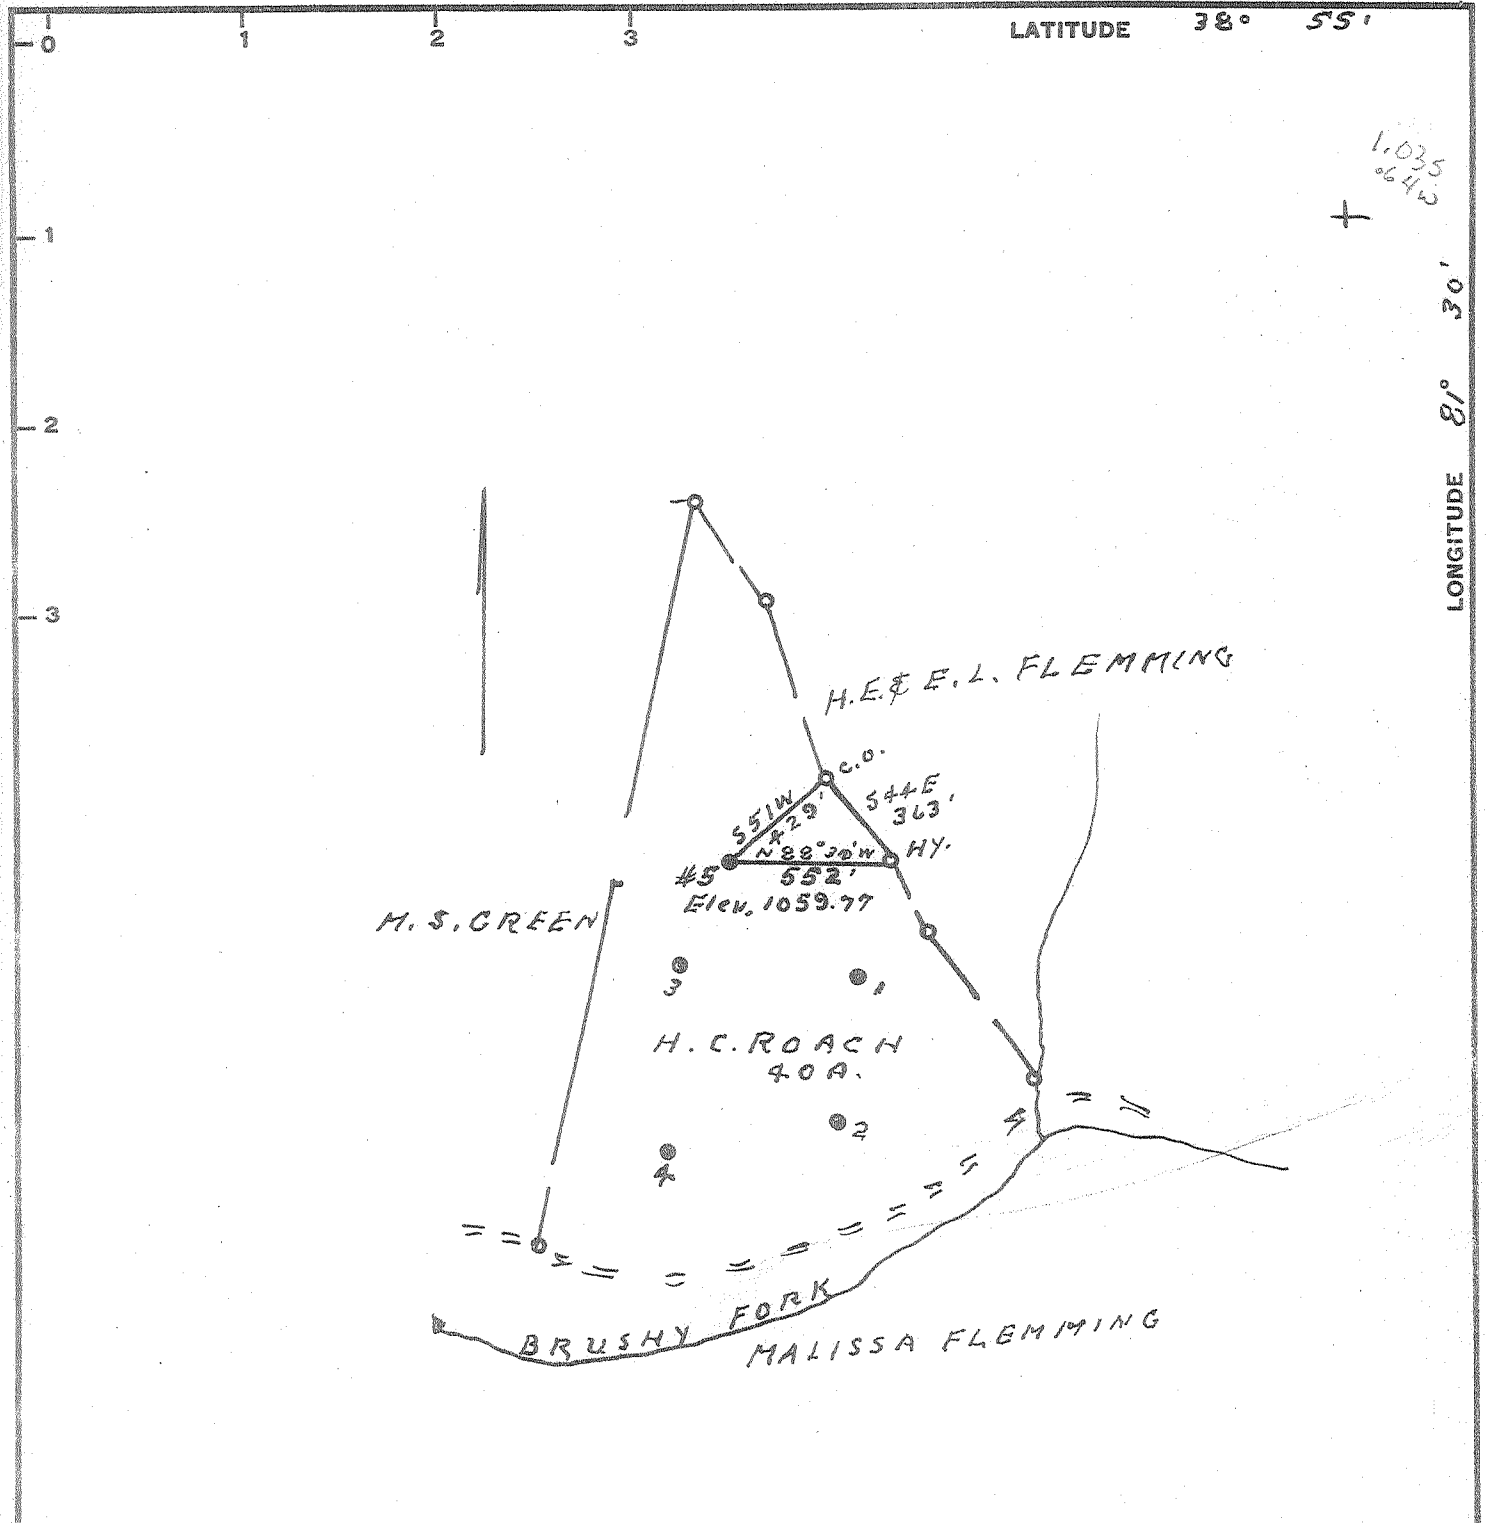 0 1 2 3 LATITUDE 38° 55'
1
2
3
1.035
.64W
LONGITUDE 81° 30'
H.E.& E.L. FLEMMING
C.O.
S51W
429'
S44E
363'
N88°30'W
HY.
#5
552'
Elev. 1059.77
M.S. GREEN
3
1
H.C. ROACH
40A.
2
4
BRUSHY FORK
MALISSA FLEMMING